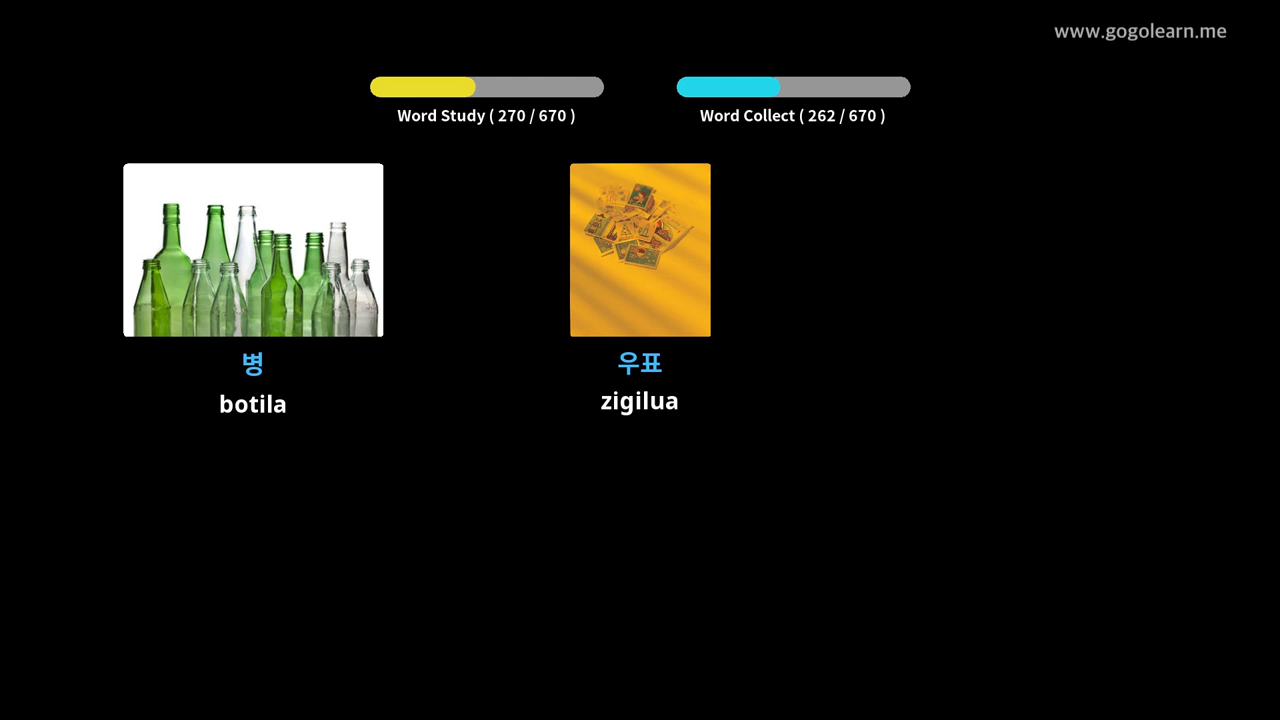 www.gogolearn.me
Word Study ( 270 / 670 )
Word Collect ( 262 / 670 )
병
botila
우표
zigilua